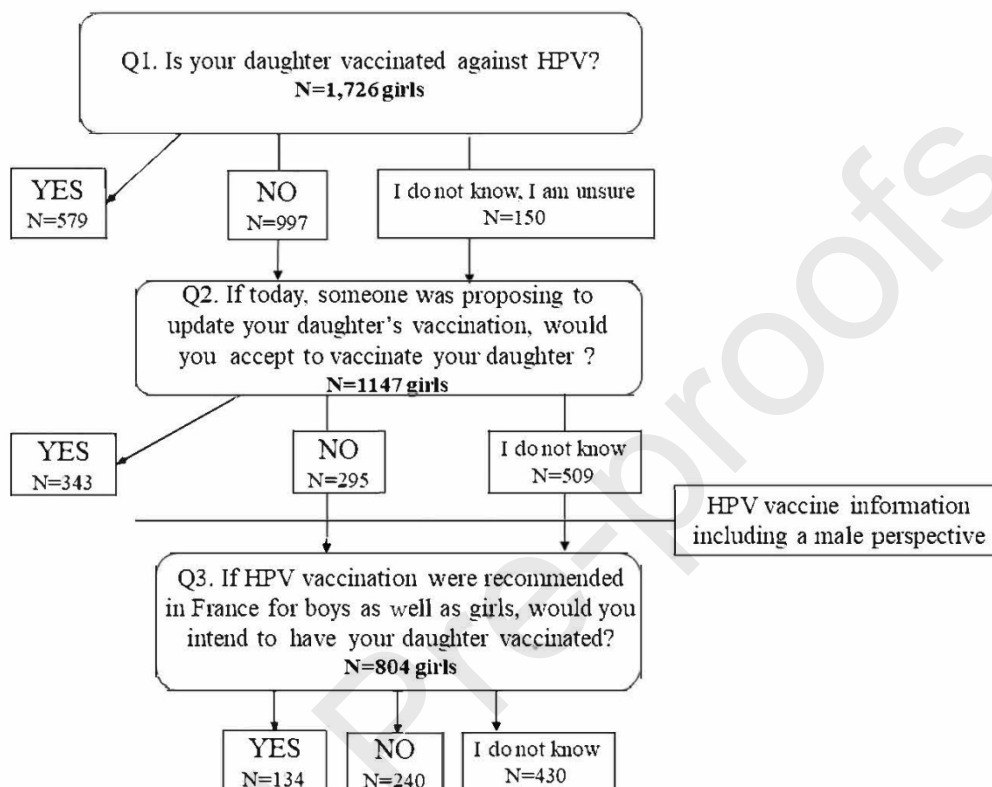 Q1. Is your daughter vaccinated against HPV?
N=1,726 girls
YES
N=579
NO
N=997
I do not know, I am unsure
N=150
Q2. If today, someone was proposing to
update your daughter's vaccination, would
you accept to vaccinate your daughter ?
N=1147 girls
YES
N=343
NO
N=295
I do not know
N=509
HPV vaccine information
including a male perspective
Q3. If HPV vaccination were recommended
in France for boys as well as girls, would you
intend to have your daughter vaccinated?
N=804 girls
YES
N=134
NO
N=240
I do not know
N=430
Pre-proofs